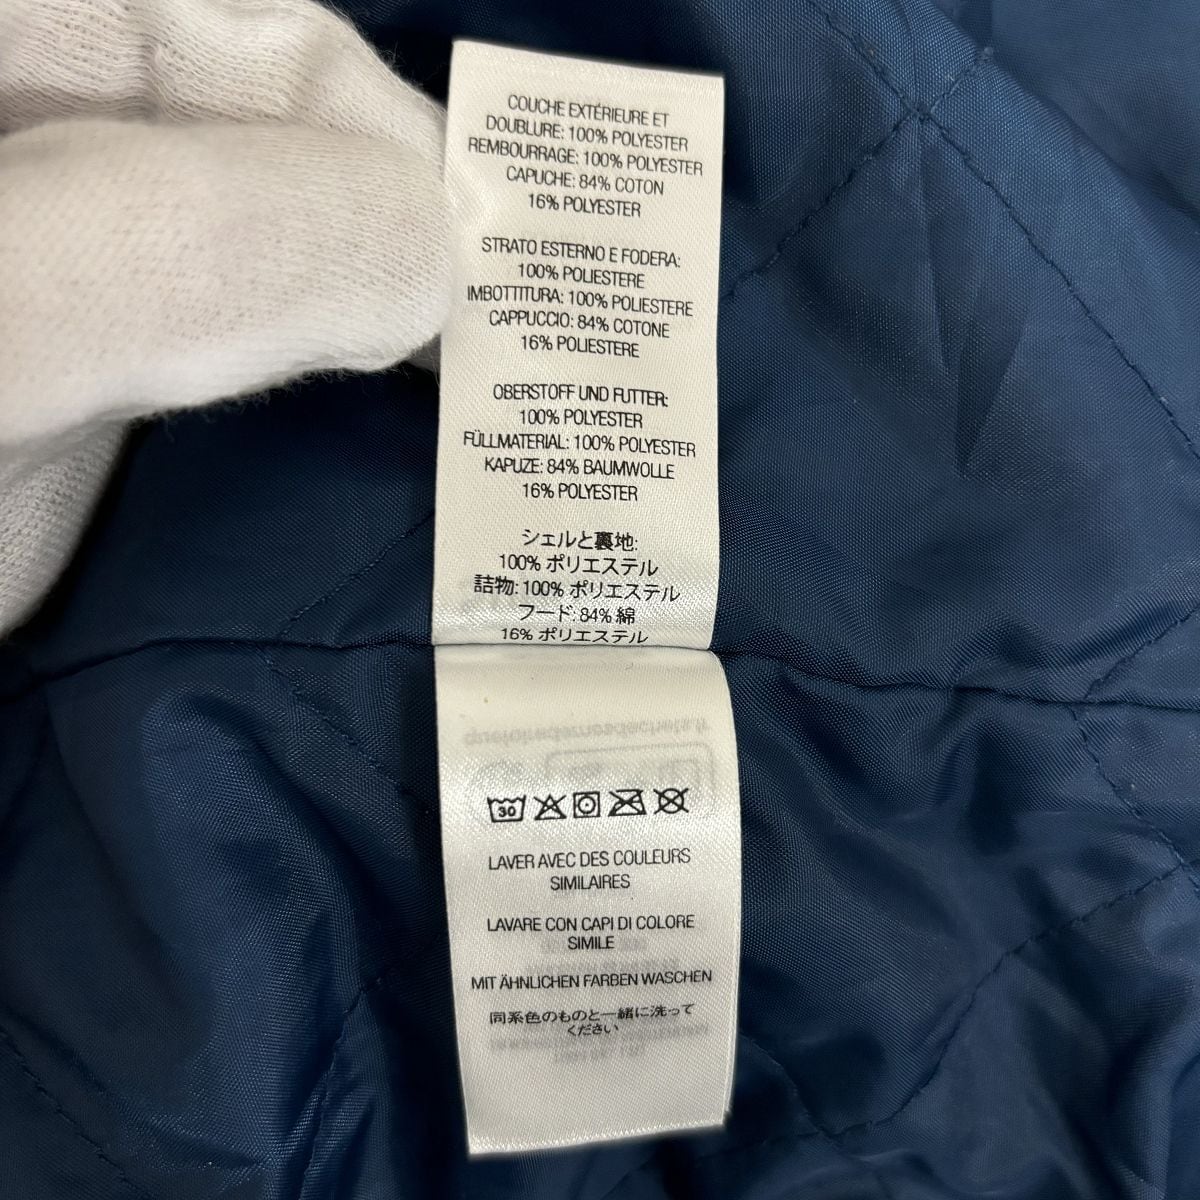 COUCHE EXTÉRIEURE ET
DOUBLURE: 100% POLYESTER
REMBOURRAGE: 100% POLYESTER
CAPUCHE: 84% COTON
16% POLYESTER
STRATO ESTERNO E FODERA:
100% POLIESTERE
IMBOTTITURA: 100% POLIESTERE
CAPPUCCIO: 84% COTONE
16% POLIESTERE
OBERSTOFF UND FUTTER:
100% POLYESTER
FÜLLMATERIAL: 100% POLYESTER
KAPUZE: 84% BAUMWOLLE
16% POLYESTER
シェルと裏地:
100% ポリエステル
詰物: 100% ポリエステル
フード: 84% 綿
16% ポリエステル
quefairedemesdechets.fr
30
LAVER AVEC DES COULEURS
SIMILAIRES
LAVARE CON CAPI DI COLORE
SIMILE
MIT ÄHNLICHEN FARBEN WASCHEN
同系色のものと一緒に洗って
ください